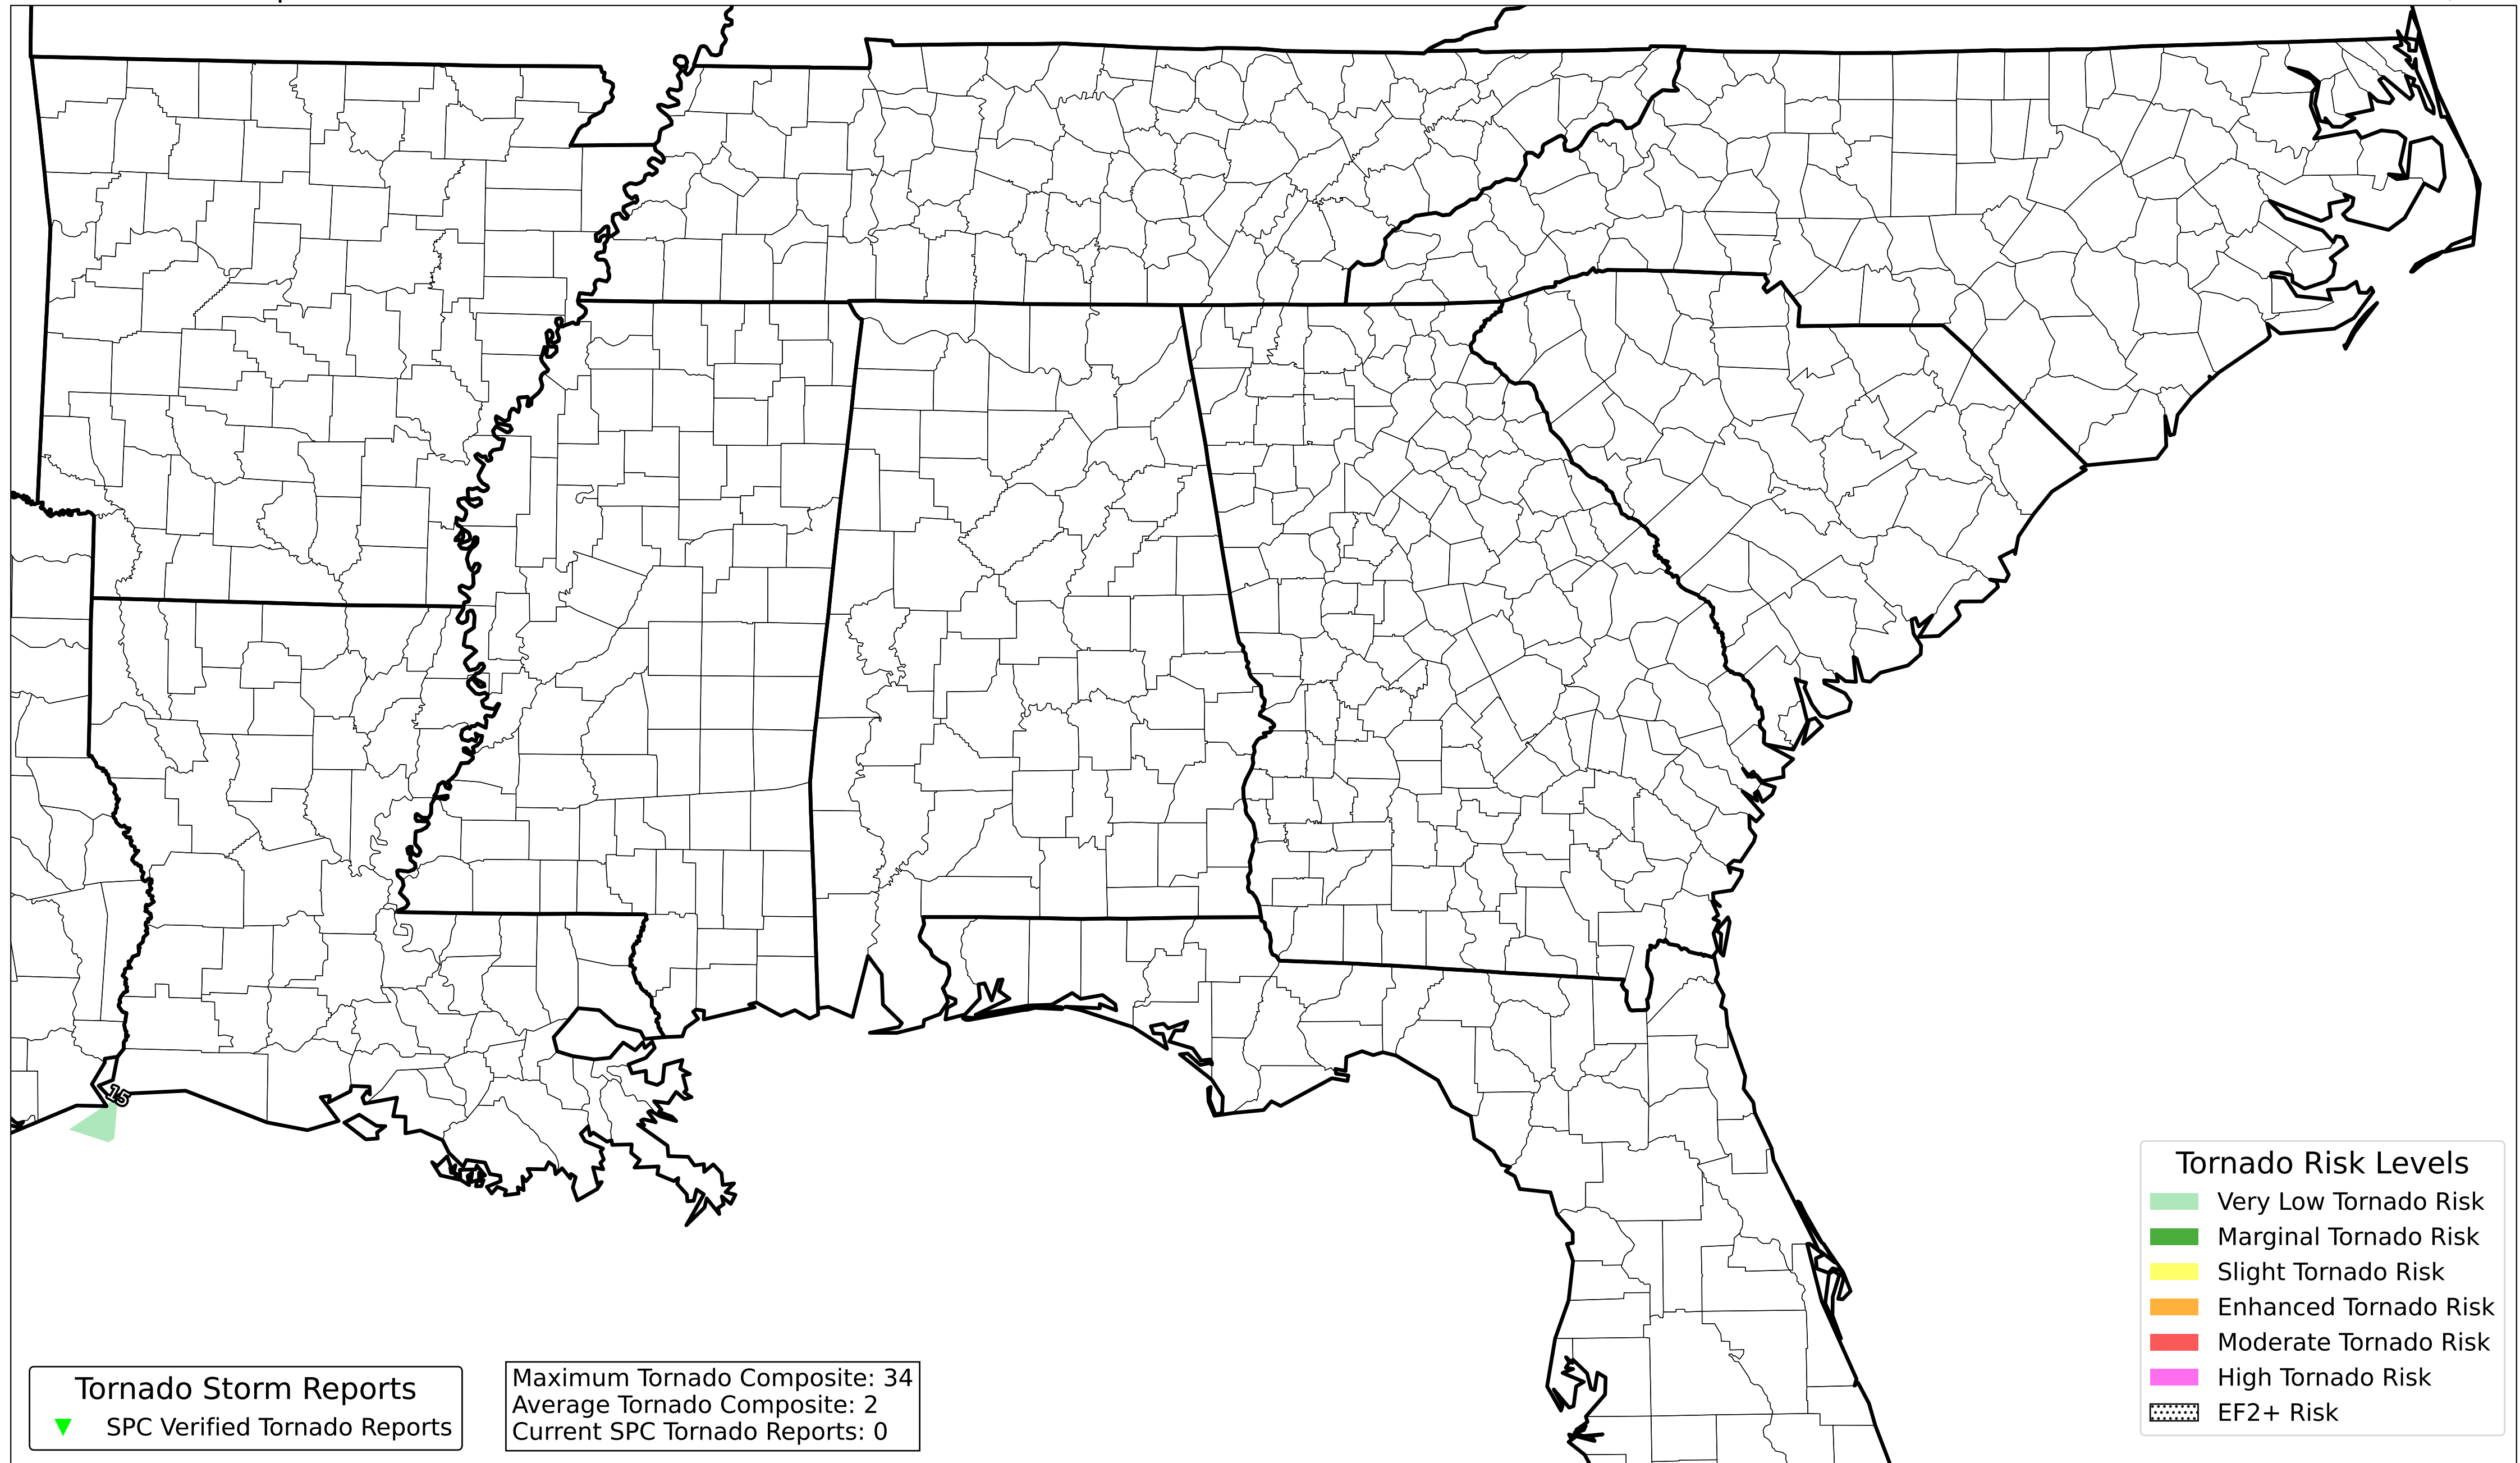 15
Tornado Risk Levels
Very Low Tornado Risk
Marginal Tornado Risk
Slight Tornado Risk
Enhanced Tornado Risk
Moderate Tornado Risk
High Tornado Risk
EF2+ Risk
Tornado Storm Reports
SPC Verified Tornado Reports
Maximum Tornado Composite: 34
Average Tornado Composite: 2
Current SPC Tornado Reports: 0